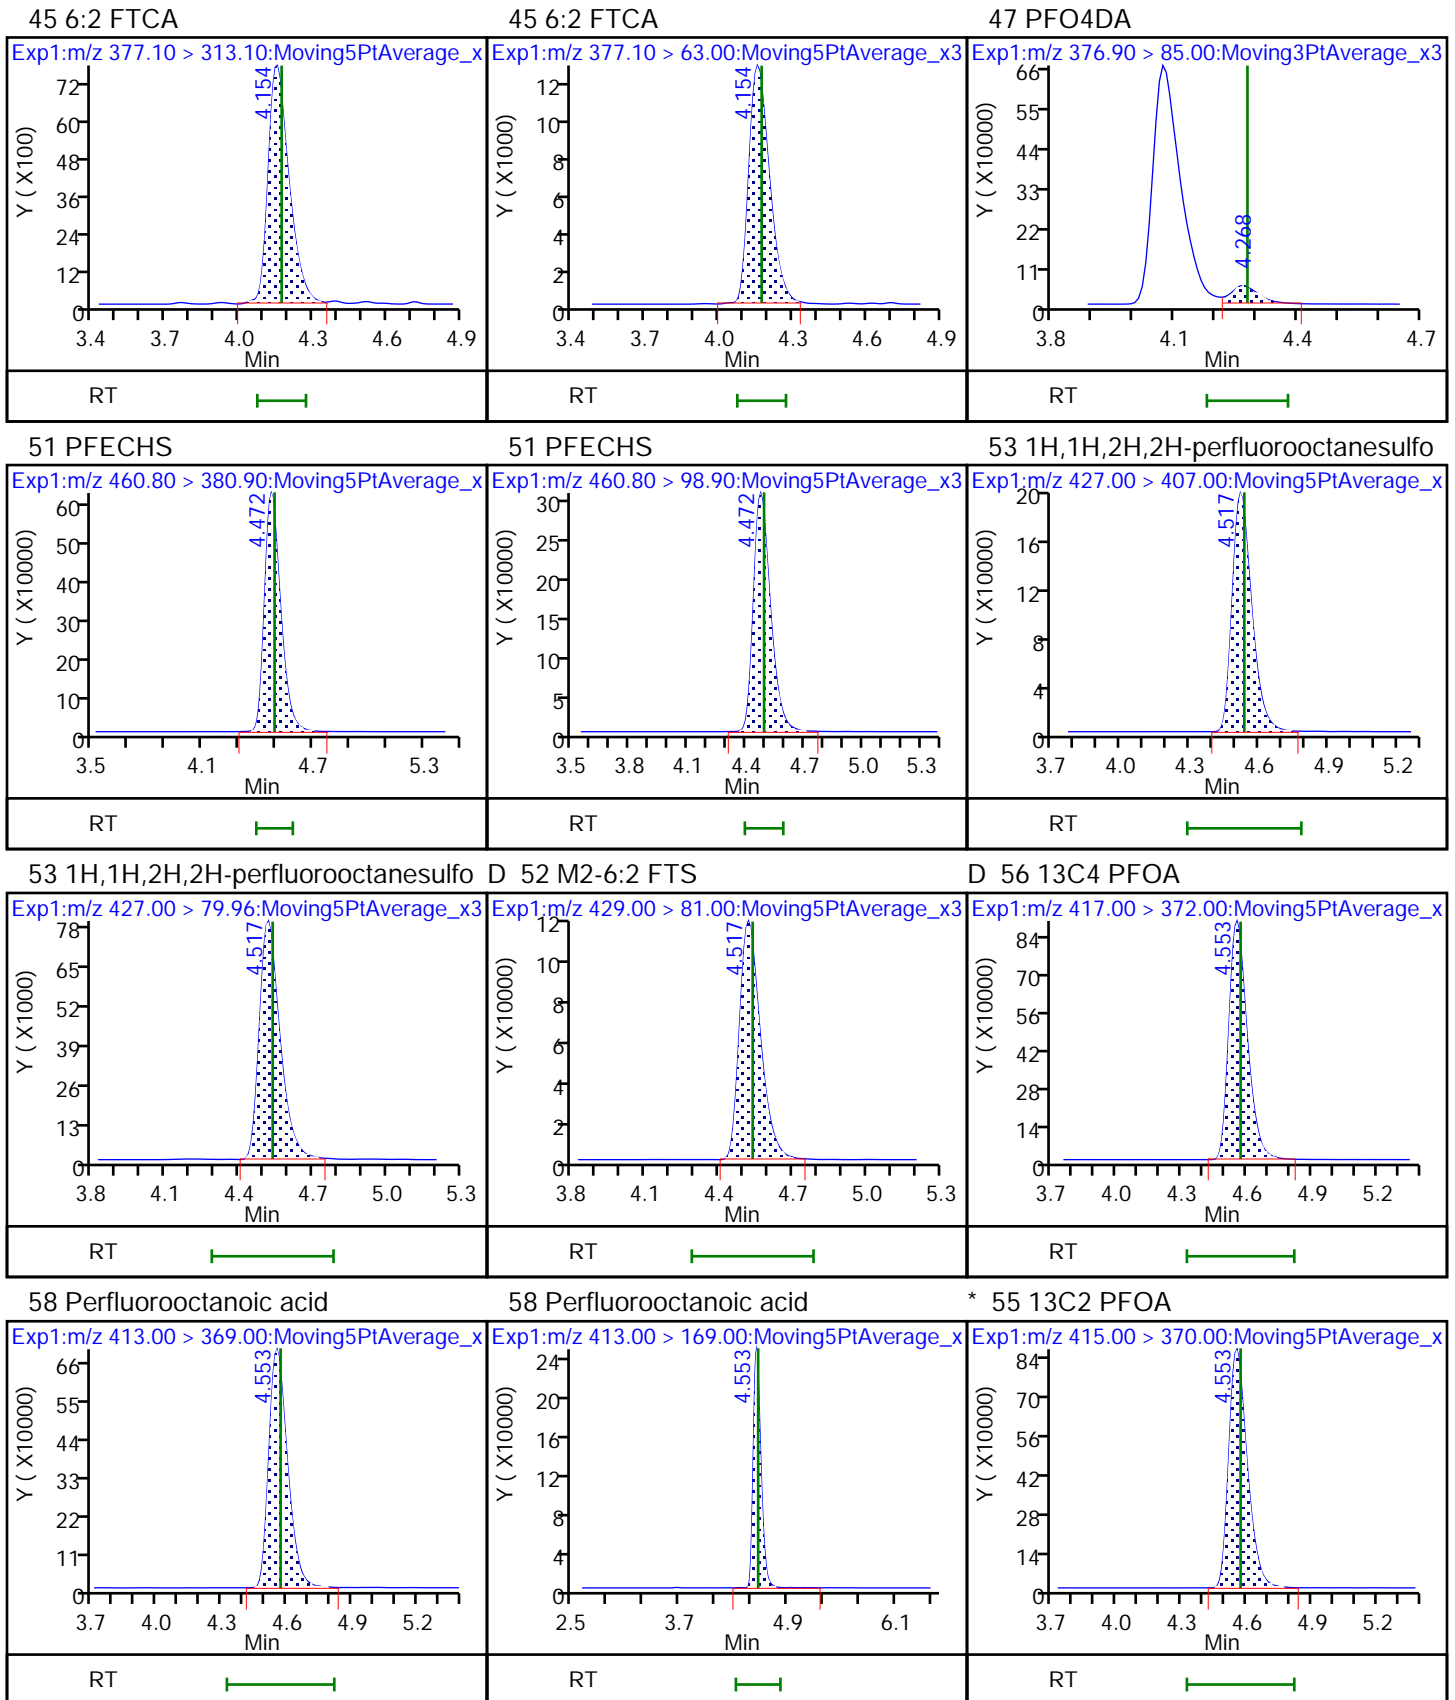 45 6:2 FTCA
Exp1:m/z 377.10 > 313.10:Moving5PtAverage_x
Y ( X100)
72
60
48
36
24
12
0
4.154
3.4 3.7 4.0 4.3 4.6 4.9
Min
RT
45 6:2 FTCA
Exp1:m/z 377.10 > 63.00:Moving5PtAverage_x3
Y ( X1000)
12
10
8
6
4
2
0
4.154
3.4 3.7 4.0 4.3 4.6 4.9
Min
RT
47 PFO4DA
Exp1:m/z 376.90 > 85.00:Moving3PtAverage_x3
Y ( X10000)
66
55
44
33
22
11
0
4.268
3.8 4.1 4.4 4.7
Min
RT
51 PFECHS
Exp1:m/z 460.80 > 380.90:Moving5PtAverage_x
Y ( X10000)
60
50
40
30
20
10
0
4.472
3.5 4.1 4.7 5.3
Min
RT
51 PFECHS
Exp1:m/z 460.80 > 98.90:Moving5PtAverage_x3
Y ( X10000)
30
25
20
15
10
5
0
4.472
3.5 3.8 4.1 4.4 4.7 5.0 5.3
Min
RT
53 1H,1H,2H,2H-perfluorooctanesulfo
Exp1:m/z 427.00 > 407.00:Moving5PtAverage_x
Y ( X10000)
20
16
12
8
4
0
4.517
3.7 4.0 4.3 4.6 4.9 5.2
Min
RT
53 1H,1H,2H,2H-perfluorooctanesulfo
Exp1:m/z 427.00 > 79.96:Moving5PtAverage_x3
Y ( X1000)
78
65
52
39
26
13
0
4.517
3.8 4.1 4.4 4.7 5.0 5.3
Min
RT
D 52 M2-6:2 FTS
Exp1:m/z 429.00 > 81.00:Moving5PtAverage_x3
Y ( X10000)
12
10
8
6
4
2
0
4.517
3.8 4.1 4.4 4.7 5.0 5.3
Min
RT
D 56 13C4 PFOA
Exp1:m/z 417.00 > 372.00:Moving5PtAverage_x
Y ( X10000)
84
70
56
42
28
14
0
4.553
3.7 4.0 4.3 4.6 4.9 5.2
Min
RT
58 Perfluorooctanoic acid
Exp1:m/z 413.00 > 369.00:Moving5PtAverage_x
Y ( X10000)
66
55
44
33
22
11
0
4.553
3.7 4.0 4.3 4.6 4.9 5.2
Min
RT
58 Perfluorooctanoic acid
Exp1:m/z 413.00 > 169.00:Moving5PtAverage_x
Y ( X10000)
24
20
16
12
8
4
0
4.553
2.5 3.7 4.9 6.1
Min
RT
* 55 13C2 PFOA
Exp1:m/z 415.00 > 370.00:Moving5PtAverage_x
Y ( X10000)
84
70
56
42
28
14
0
4.553
3.7 4.0 4.3 4.6 4.9 5.2
Min
RT